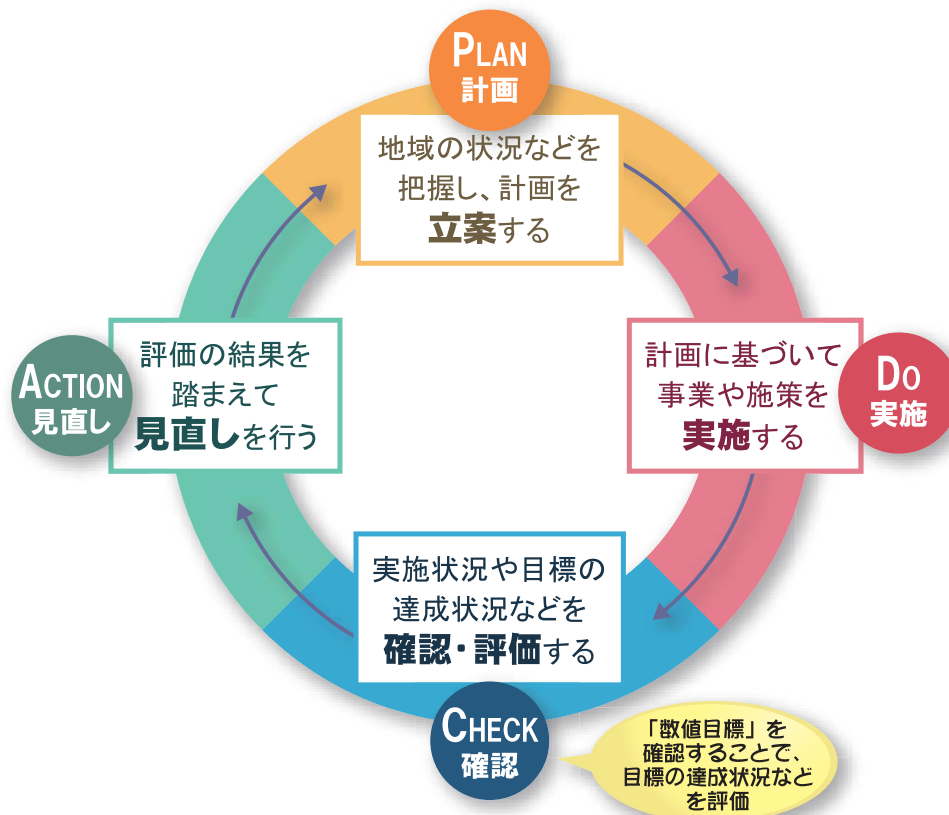 PLAN
計画
地域の状況などを
把握し、計画を
立案する
DO
実施
計画に基づいて
事業や施策を
実施する
CHECK
確認
実施状況や目標の
達成状況などを
確認・評価する
「数値目標」を
確認することで、
目標の達成状況など
を評価
ACTION
見直し
評価の結果を
踏まえて
見直しを行う